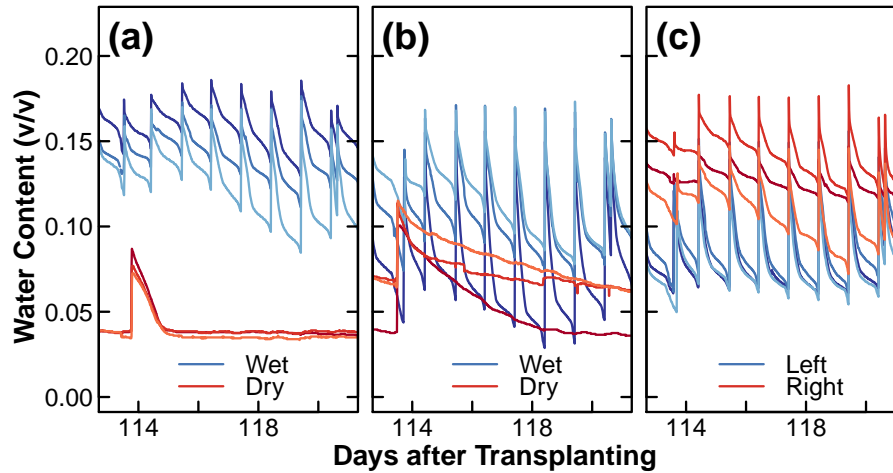 (a) (b) (c)
Water Content (v/v)
0.20
0.15
0.10
0.05
0.00
Wet
Dry
Wet
Dry
Left
Right
114 118 114 118 114 118
Days after Transplanting